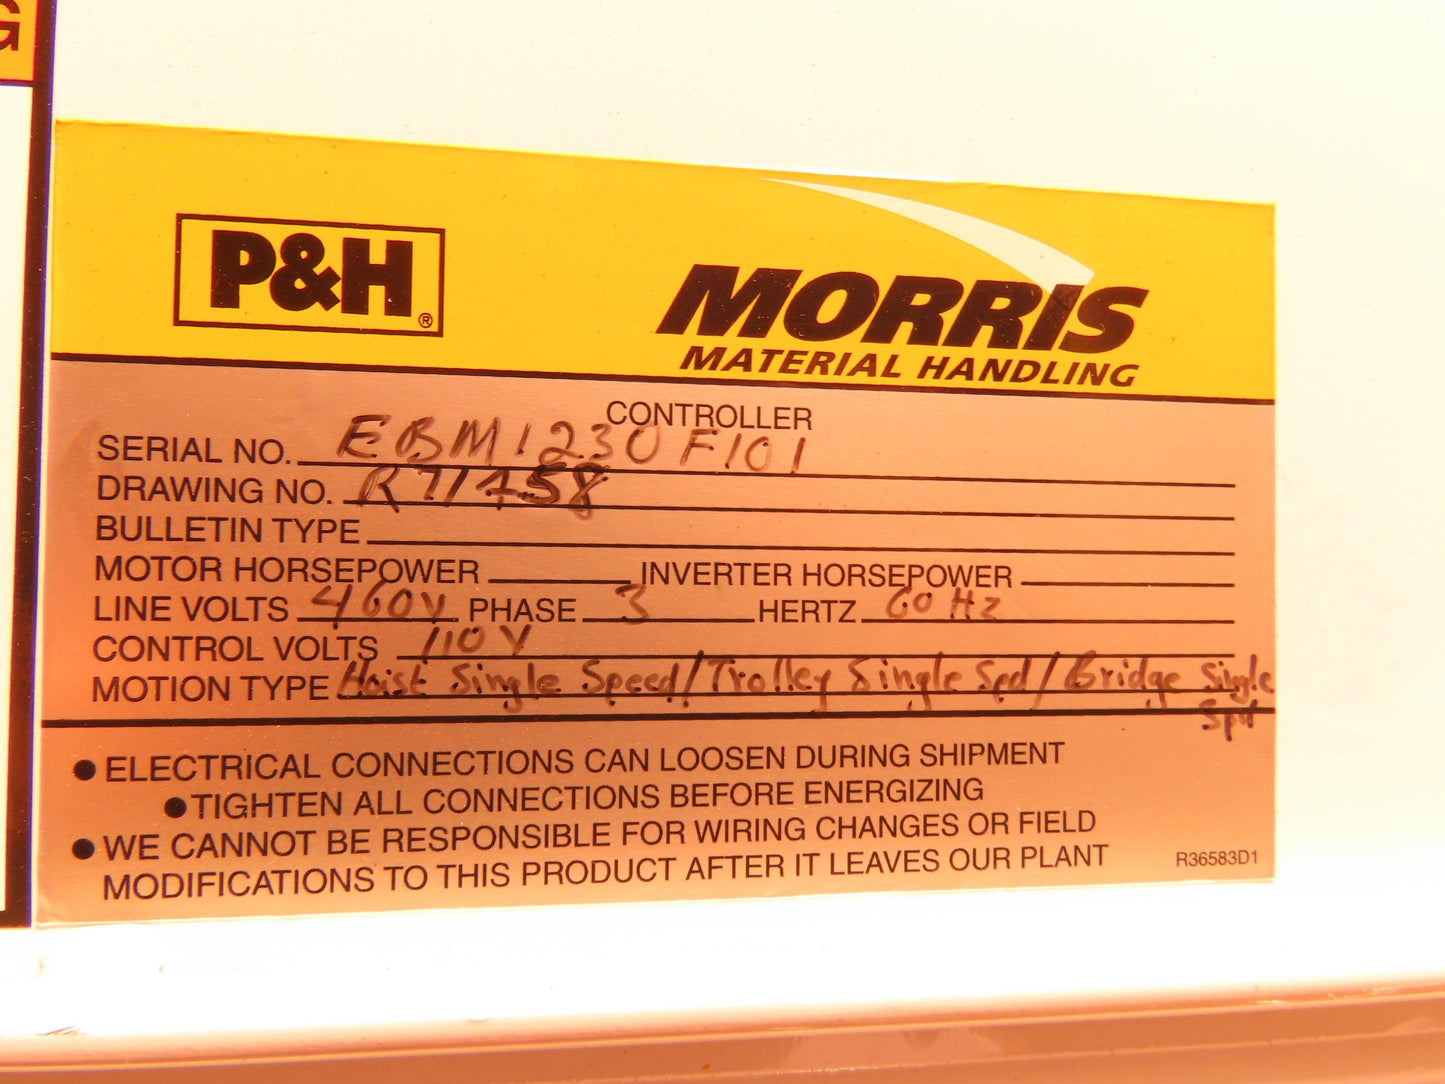 G
P&H®
MORRIS
MATERIAL HANDLING
CONTROLLER
SERIAL NO. EBM1230F101
DRAWING NO. R71458
BULLETIN TYPE
MOTOR HORSEPOWER INVERTER HORSEPOWER
LINE VOLTS 460V PHASE 3 HERTZ 60 Hz
CONTROL VOLTS 110V
MOTION TYPE Hoist Single Speed/Trolley Single Spd/Bridge Single
Spd
● ELECTRICAL CONNECTIONS CAN LOOSEN DURING SHIPMENT
● TIGHTEN ALL CONNECTIONS BEFORE ENERGIZING
● WE CANNOT BE RESPONSIBLE FOR WIRING CHANGES OR FIELD
MODIFICATIONS TO THIS PRODUCT AFTER IT LEAVES OUR PLANT
R36583D1